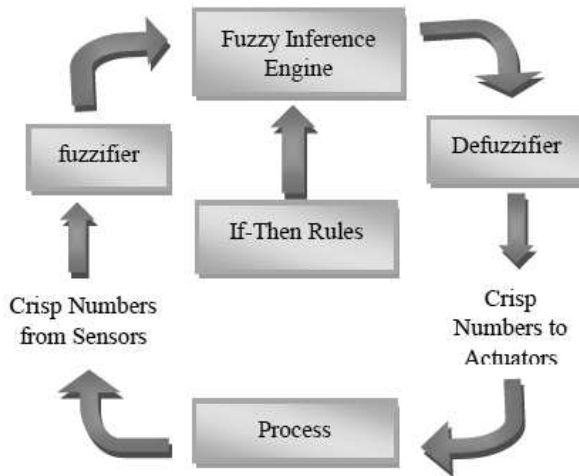 Fuzzy Inference
Engine
fuzzifier
Defuzzifier
If-Then Rules
Crisp Numbers
from Sensors
Crisp
Numbers to
Actuators
Process